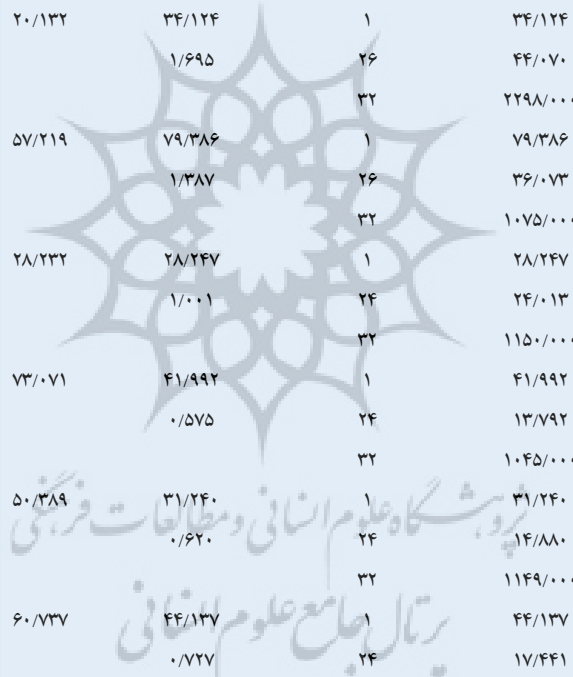 ۳۴/۱۲۴ ۱ ۳۴/۱۲۴ ۲۰/۱۳۲
۴۴/۰۷۰ ۲۶ ۱/۶۹۵
۲۲۹۸/۰۰۰ ۳۲
۷۹/۳۸۶ ۱ ۷۹/۳۸۶ ۵۷/۲۱۹
۳۶/۰۷۳ ۲۶ ۱/۳۸۷
۱۰۷۵/۰۰۰ ۳۲
۲۸/۲۴۷ ۱ ۲۸/۲۴۷ ۲۸/۲۳۲
۲۴/۰۱۳ ۲۴ ۱/۰۰۱
۱۱۵۰/۰۰۰ ۳۲
۴۱/۹۹۲ ۱ ۴۱/۹۹۲ ۷۳/۰۷۱
۱۳/۷۹۲ ۲۴ ۰/۵۷۵
۱۰۴۵/۰۰۰ ۳۲
۳۱/۲۴۰ ۱ ۳۱/۲۴۰ ۵۰/۳۸۹
پژوهشگاه علوم انسانی و مطالعات فرهنگی
۱۴/۸۸۰ ۲۴ ۰/۶۲۰
۱۱۴۹/۰۰۰ ۳۲
پرتال جامع علوم انسانی
۴۴/۱۳۷ ۱ ۴۴/۱۳۷ ۶۰/۷۳۷
۱۷/۴۴۱ ۲۴ ۰/۷۲۷